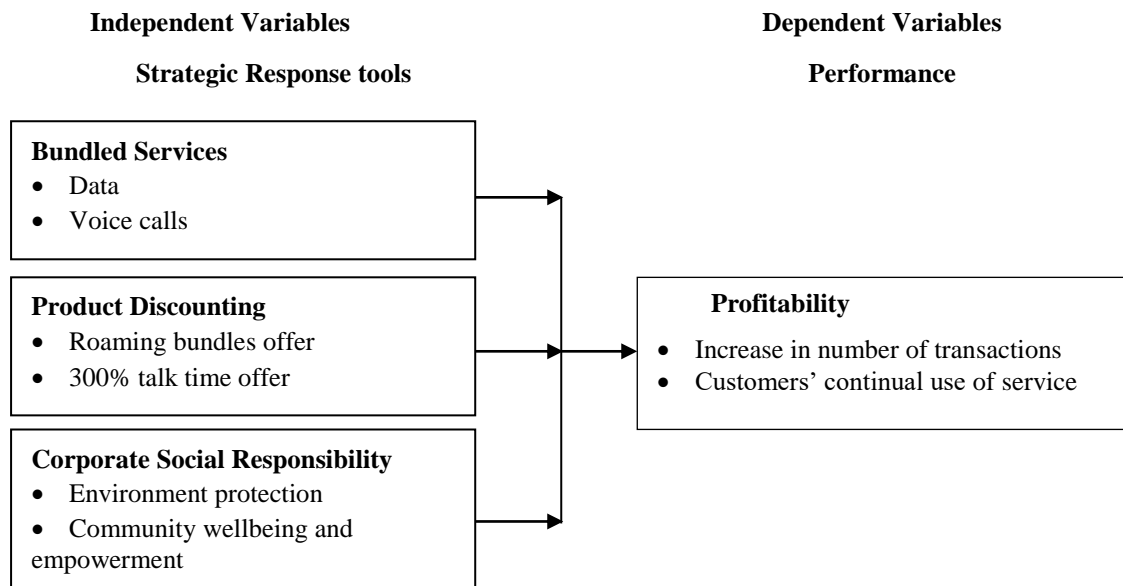 Independent Variables
Dependent Variables
Strategic Response tools
Performance
Bundled Services
• Data
• Voice calls
Product Discounting
• Roaming bundles offer
• 300% talk time offer
Corporate Social Responsibility
• Environment protection
• Community wellbeing and
empowerment
Profitability
• Increase in number of transactions
• Customers’ continual use of service